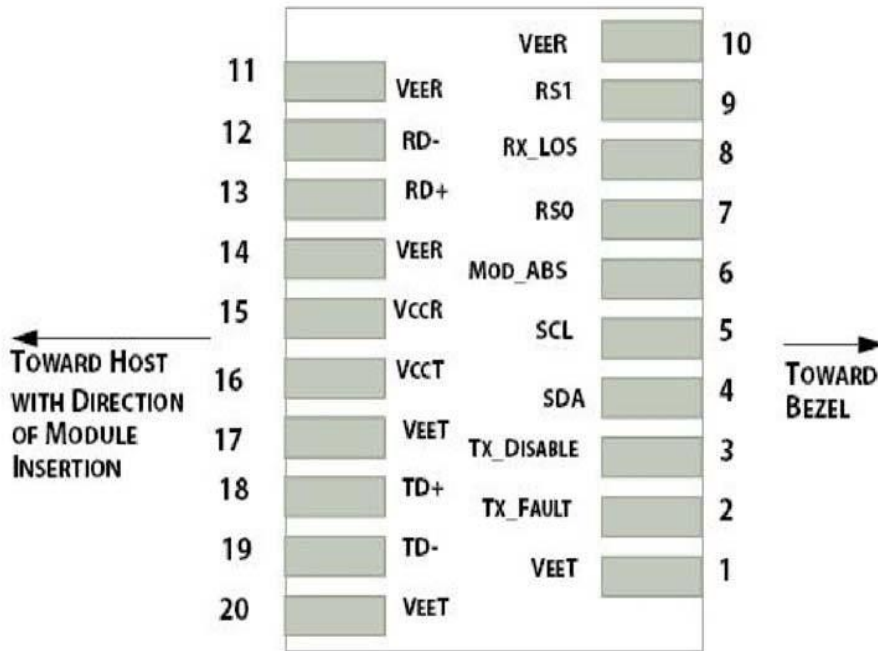 11 VEER
12 RD-
13 RD+
14 VEER
15 VCCR
16 VCCT
17 VEET
18 TD+
19 TD-
20 VEET
VEER 10
RS1 9
RX_LOS 8
RS0 7
MOD_ABS 6
SCL 5
SDA 4
TX_DISABLE 3
TX_FAULT 2
VEET 1
TOWARD HOST
WITH DIRECTION
OF MODULE
INSERTION
TOWARD
BEZEL